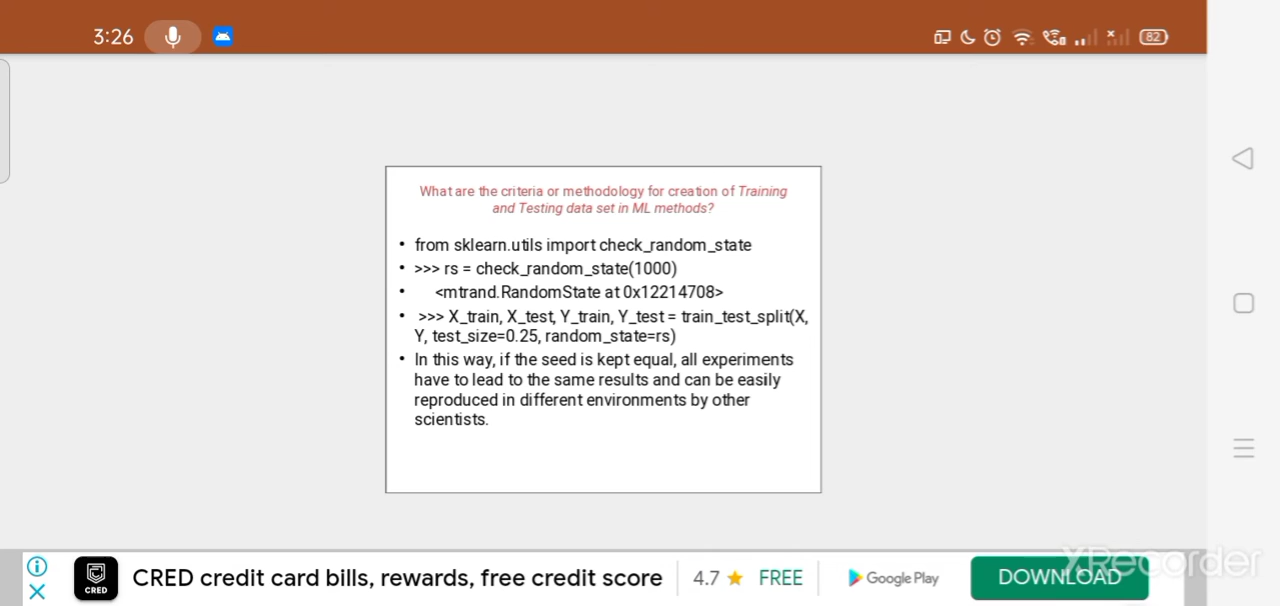 3:26
82
What are the criteria or methodology for creation of Training
and Testing data set in ML methods?
• from sklearn.utils import check_random_state
• >>> rs = check_random_state(1000)
• <mtrand.RandomState at 0x12214708>
• >>> X_train, X_test, Y_train, Y_test = train_test_split(X,
Y, test_size=0.25, random_state=rs)
• In this way, if the seed is kept equal, all experiments
have to lead to the same results and can be easily
reproduced in different environments by other
scientists.
XRecorder
CRED
CRED credit card bills, rewards, free credit score
4.7 ★ FREE
Google Play
DOWNLOAD